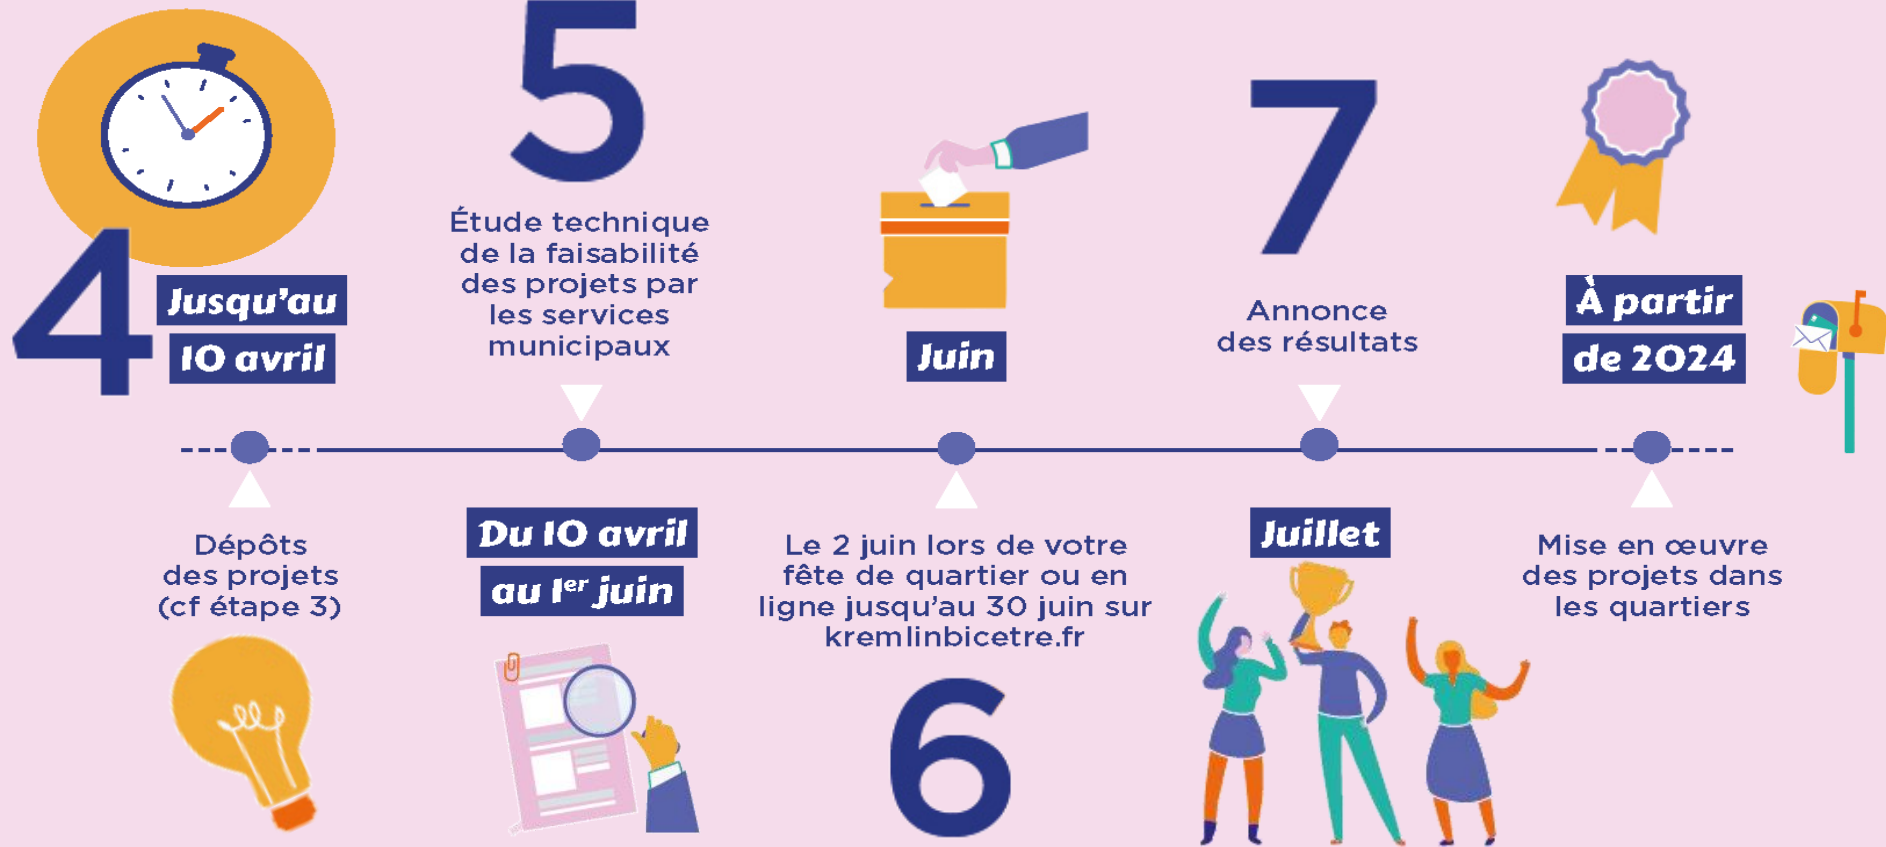 4
Jusqu'au
10 avril
Dépôts
des projets
(cf étape 3)
5
Étude technique
de la faisabilité
des projets par
les services
municipaux
Du 10 avril
au 1er juin
Juin
Le 2 juin lors de votre
fête de quartier ou en
ligne jusqu'au 30 juin sur
kremlinbicetre.fr
6
7
Annonce
des résultats
Juillet
À partir
de 2024
Mise en œuvre
des projets dans
les quartiers